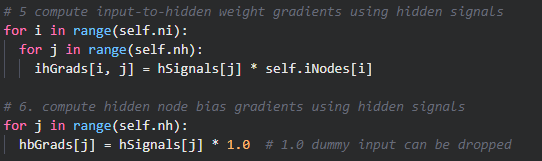 # 5 compute input-to-hidden weight gradients using hidden signals
for i in range(self.ni):
  for j in range(self.nh):
    ihGrads[i, j] = hSignals[j] * self.iNodes[i]

# 6. compute hidden node bias gradients using hidden signals
for j in range(self.nh):
  hbGrads[j] = hSignals[j] * 1.0  # 1.0 dummy input can be dropped